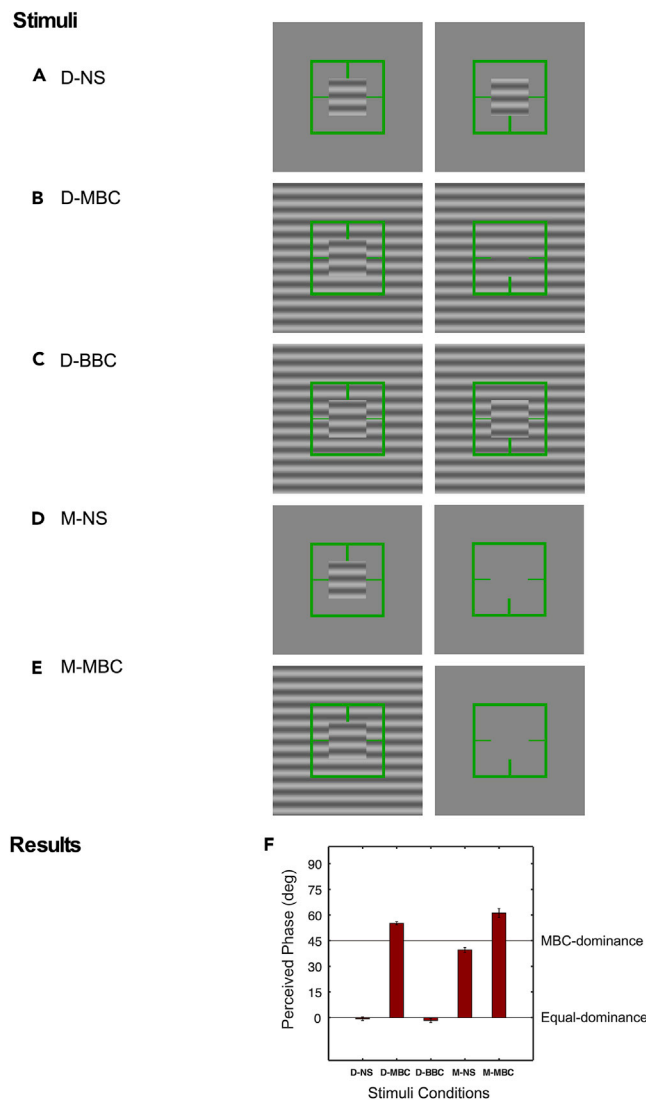 Stimuli
A D-NS
B D-MBC
C D-BBC
D M-NS
E M-MBC
Results
F
90
75
60
45
30
15
0
Perceived Phase (deg)
MBC-dominance
Equal-dominance
D-NS D-MBC D-BBC M-NS M-MBC
Stimuli Conditions